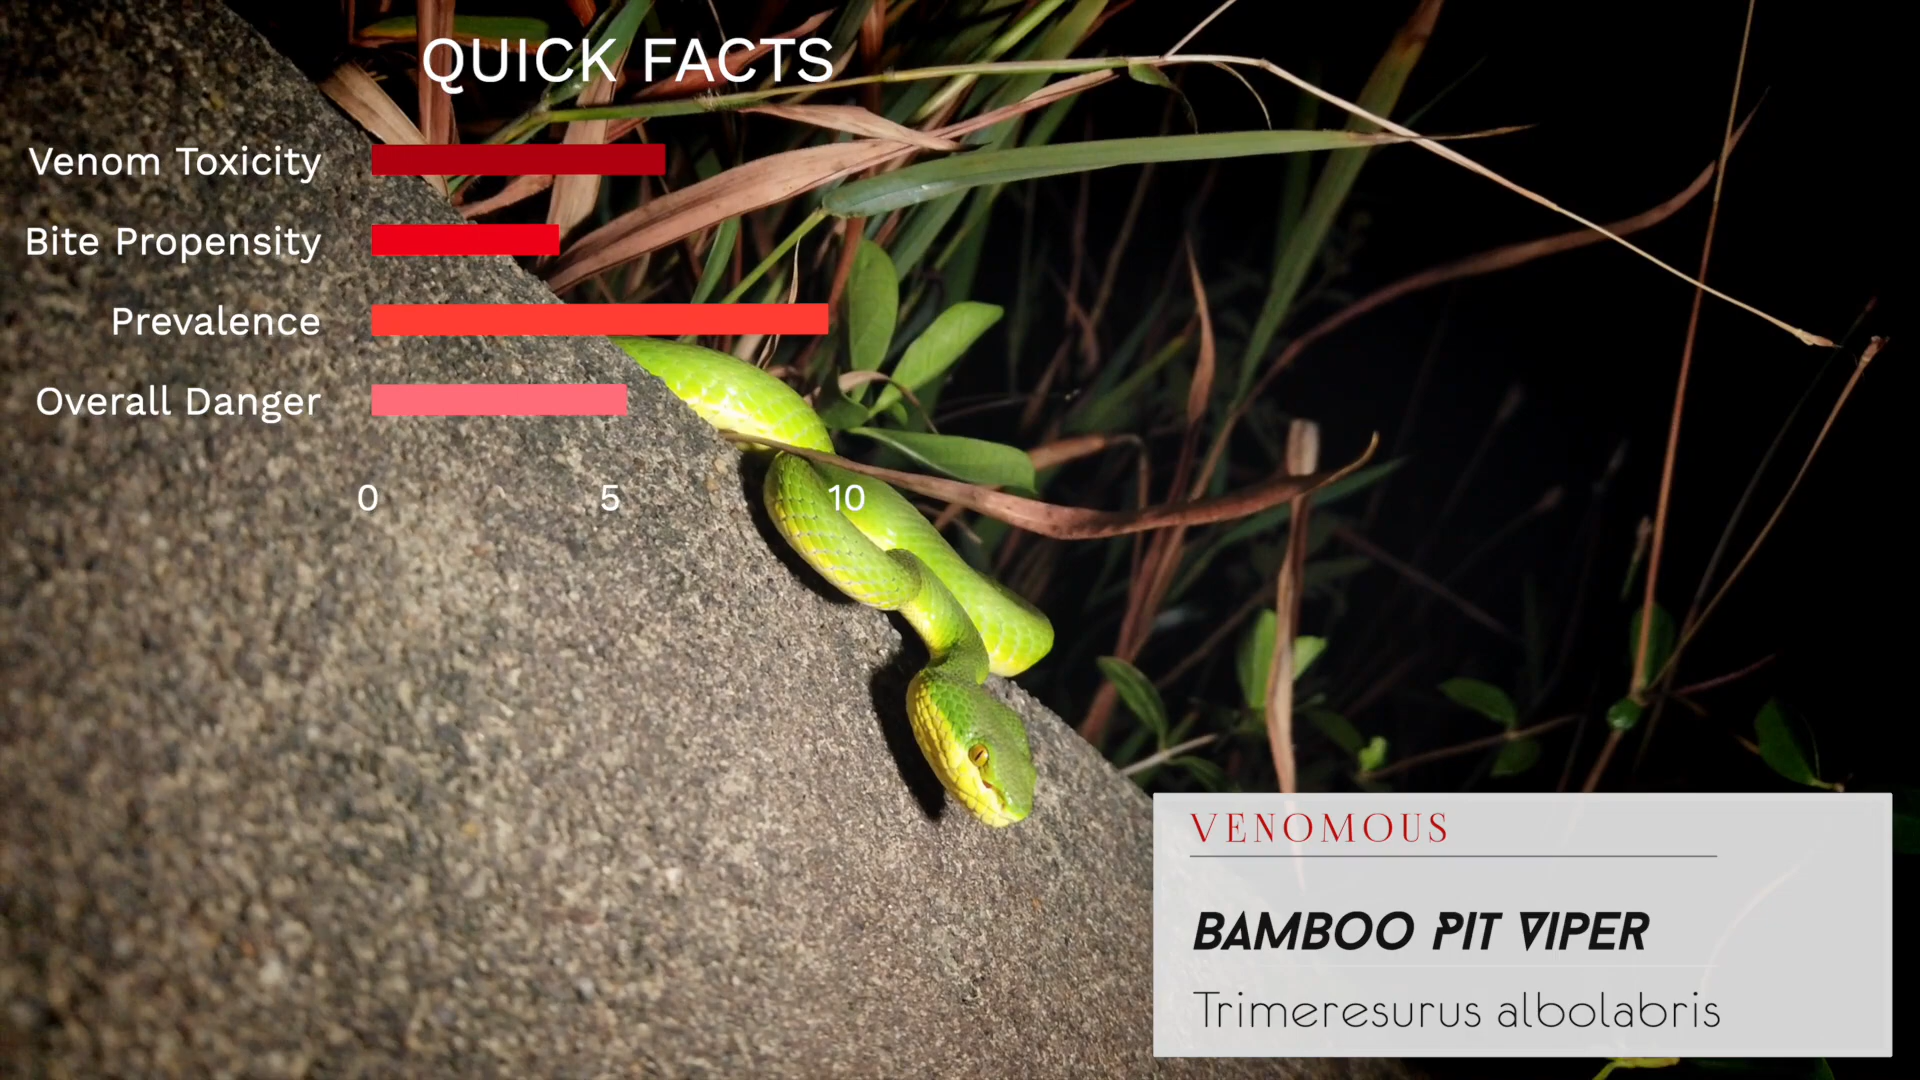 QUICK FACTS
Venom Toxicity
Bite Propensity
Prevalence
Overall Danger
0 5 10
VENOMOUS
BAMBOO PIT VIPER
Trimeresurus albolabris